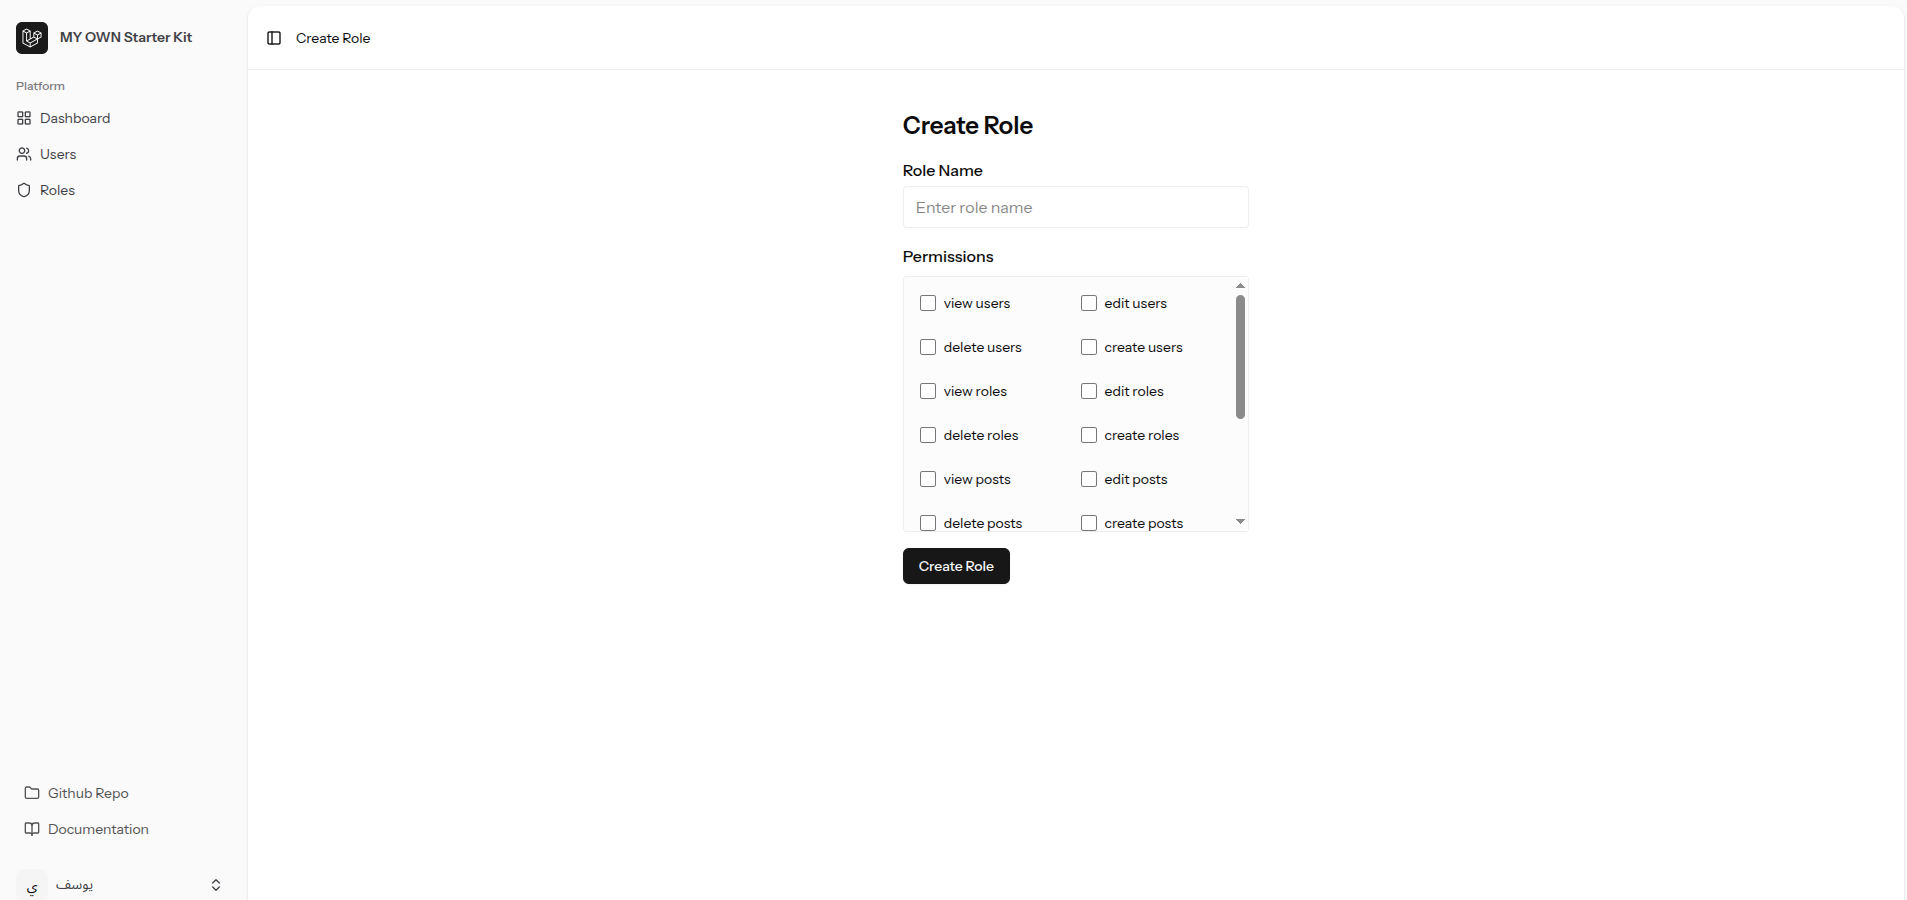 MY OWN Starter Kit
Platform
Dashboard
Users
Roles
Github Repo
Documentation
ي
يوسف
Create Role
Create Role
Role Name
Enter role name
Permissions
view users
edit users
delete users
create users
view roles
edit roles
delete roles
create roles
view posts
edit posts
delete posts
create posts
Create Role